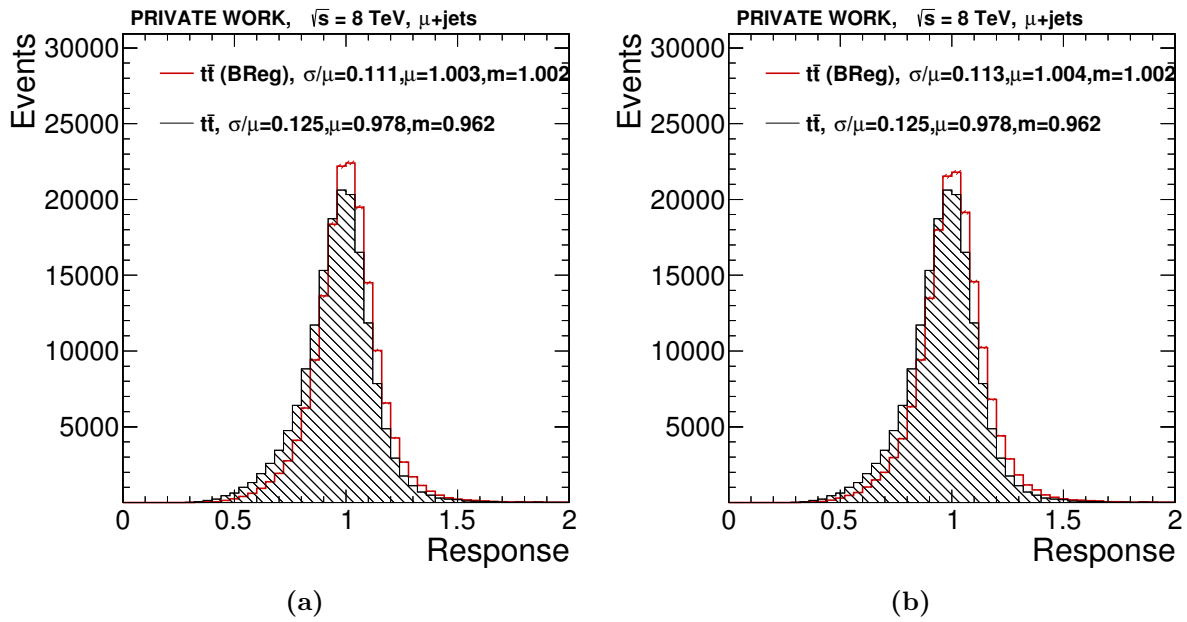 PRIVATE WORK, √s = 8 TeV, μ+jets
Events
30000
25000
20000
15000
10000
5000
tt̄ (BReg), σ/μ=0.111,μ=1.003,m=1.002
tt̄, σ/μ=0.125,μ=0.978,m=0.962
0 0.5 1 1.5 2
Response
(a)
PRIVATE WORK, √s = 8 TeV, μ+jets
Events
30000
25000
20000
15000
10000
5000
tt̄ (BReg), σ/μ=0.113,μ=1.004,m=1.002
tt̄, σ/μ=0.125,μ=0.978,m=0.962
0 0.5 1 1.5 2
Response
(b)